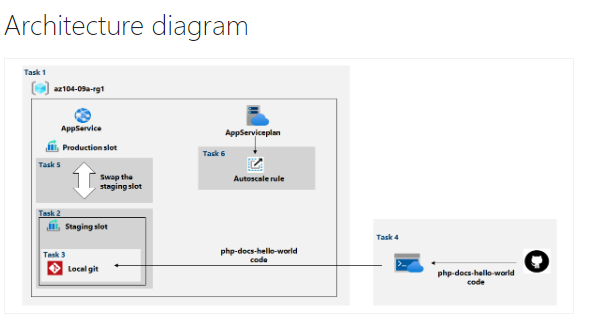 Architecture diagram
Task 1
az104-09a-rg1
AppService
Production slot
Task 5
Swap the
staging slot
Task 2
Staging slot
Task 3
Local git
AppServiceplan
Task 6
Autoscale rule
php-docs-hello-world
code
Task 4
php-docs-hello-world
code